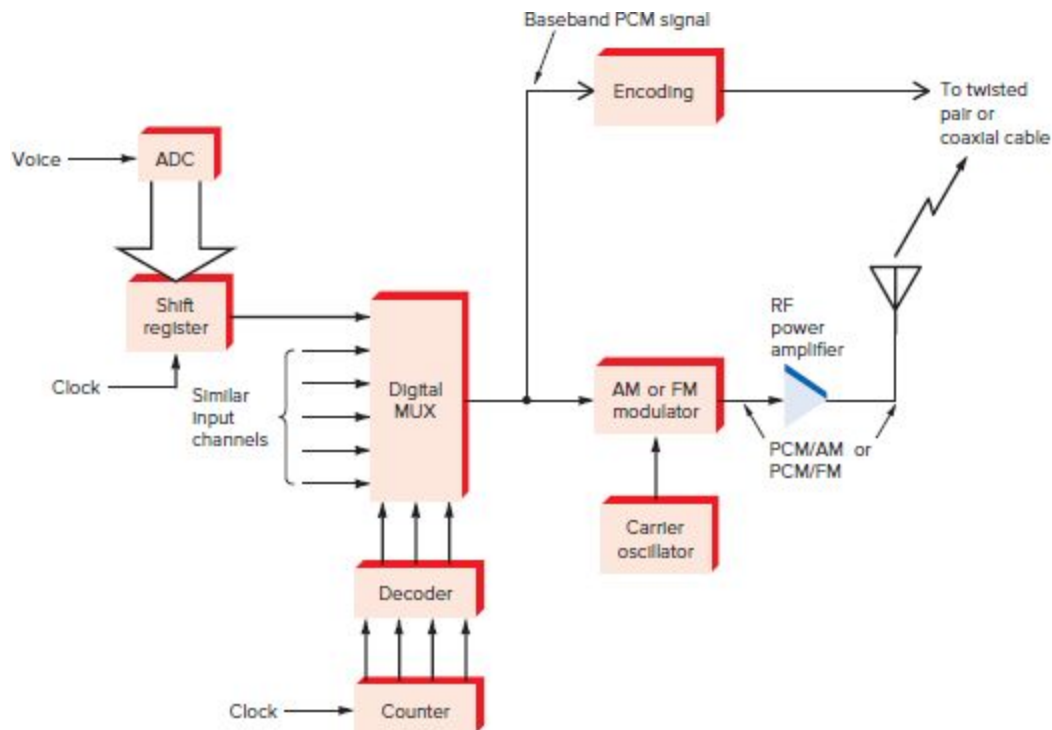 Baseband PCM signal
Encoding
To twisted
pair or
coaxial cable
Voice
ADC
Shift
register
Clock
Similar
input
channels
Digital
MUX
AM or FM
modulator
RF
power
amplifier
PCM/AM or
PCM/FM
Carrier
oscillator
Decoder
Clock
Counter